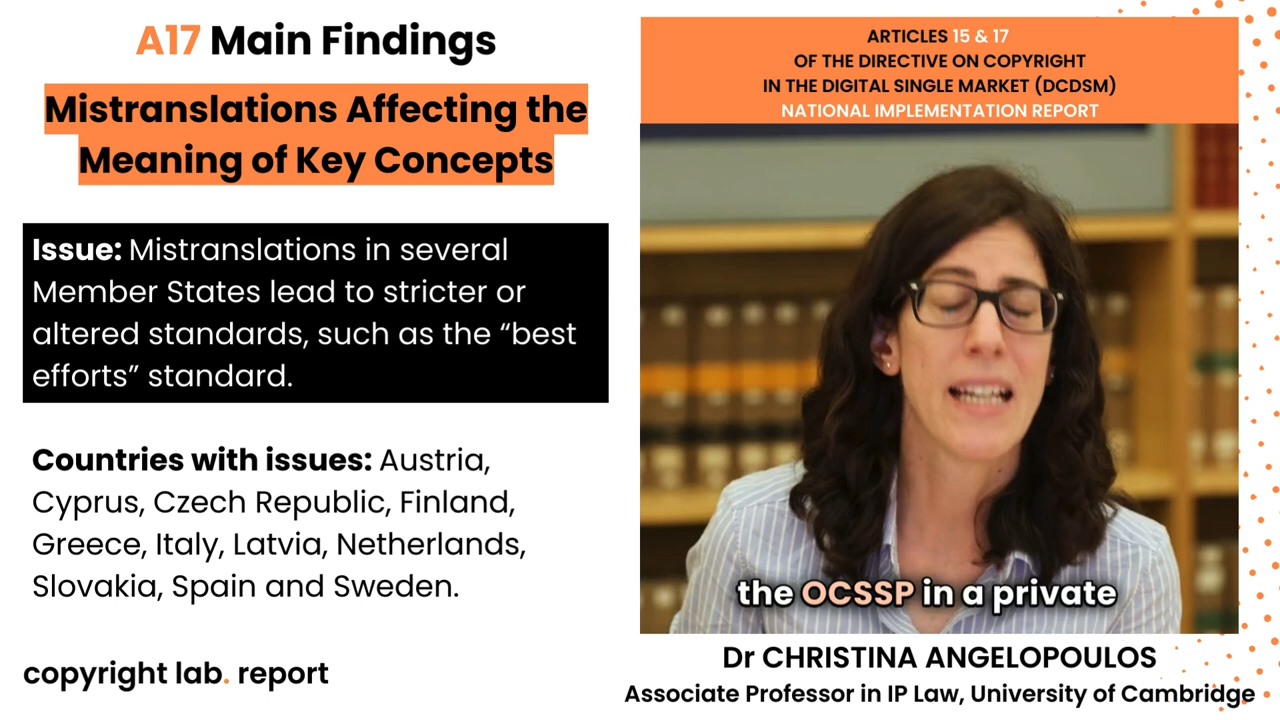 A17 Main Findings
Mistranslations Affecting the
Meaning of Key Concepts
Issue: Mistranslations in several
Member States lead to stricter or
altered standards, such as the “best
efforts” standard.
Countries with issues: Austria,
Cyprus, Czech Republic, Finland,
Greece, Italy, Latvia, Netherlands,
Slovakia, Spain and Sweden.
copyright lab. report
ARTICLES 15 & 17
OF THE DIRECTIVE ON COPYRIGHT
IN THE DIGITAL SINGLE MARKET (DCDSM)
NATIONAL IMPLEMENTATION REPORT
the OCSSP in a private
Dr CHRISTINA ANGELOPOULOS
Associate Professor in IP Law, University of Cambridge